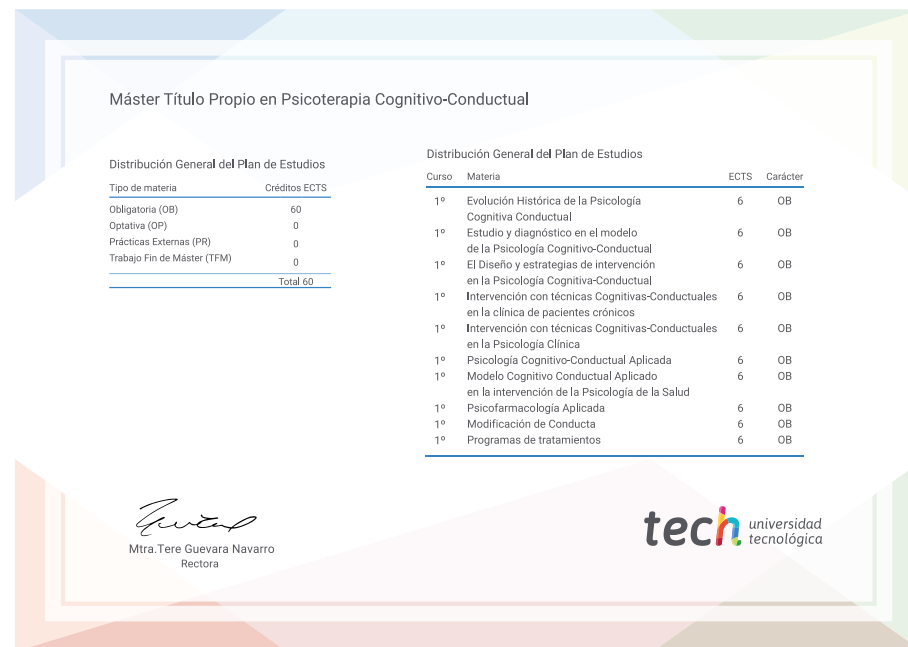 Máster Título Propio en Psicoterapia Cognitivo-Conductual
Distribución General del Plan de Estudios
Tipo de materia Créditos ECTS
Obligatoria (OB) 60
Optativa (OP) 0
Prácticas Externas (PR) 0
Trabajo Fin de Máster (TFM) 0
Total 60
Distribución General del Plan de Estudios
Curso Materia ECTS Carácter
1º Evolución Histórica de la Psicología 6 OB
Cognitiva Conductual
1º Estudio y diagnóstico en el modelo 6 OB
de la Psicología Cognitivo-Conductual
1º El Diseño y estrategias de intervención 6 OB
en la Psicología Cognitiva-Conductual
1º Intervención con técnicas Cognitivas-Conductuales 6 OB
en la clínica de pacientes crónicos
1º Intervención con técnicas Cognitivas-Conductuales 6 OB
en la Psicología Clínica
1º Psicología Cognitivo-Conductual Aplicada 6 OB
1º Modelo Cognitivo Conductual Aplicado 6 OB
en la intervención de la Psicología de la Salud
1º Psicofarmacología Aplicada 6 OB
1º Modificación de Conducta 6 OB
1º Programas de tratamientos 6 OB
Mtra.Tere Guevara Navarro
Rectora
tech universidad
tecnológica